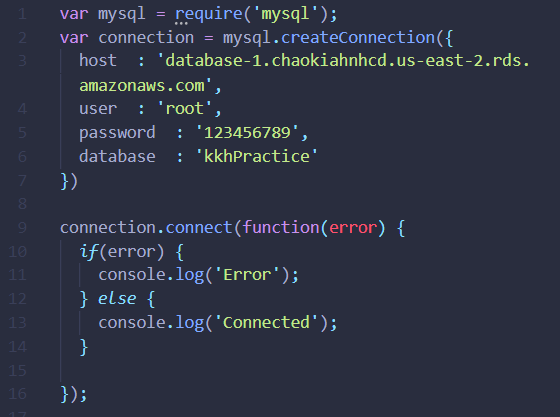 1 var mysql = require('mysql');
2 var connection = mysql.createConnection({
3 host : 'database-1.chaokiahnhcd.us-east-2.rds.
amazonaws.com',
4 user : 'root',
5 password : '123456789',
6 database : 'kkhPractice'
7 })
8
9 connection.connect(function(error) {
10 if(error) {
11 console.log('Error');
12 } else {
13 console.log('Connected');
14 }
15
16 });